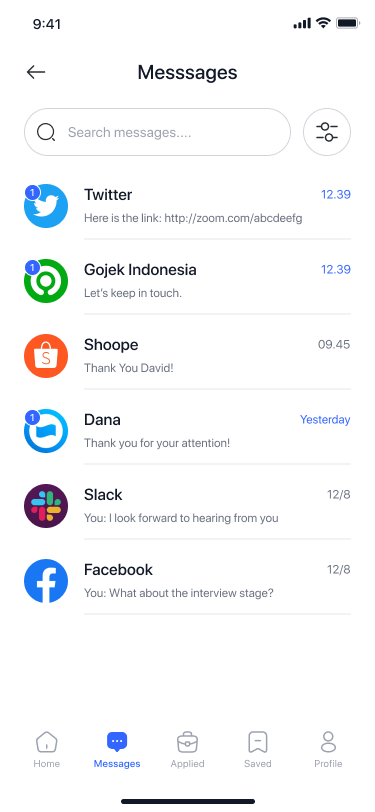 9:41
Messsages
Search messages....
1
Twitter 12.39
Here is the link: http://zoom.com/abcdeefg
1
Gojek Indonesia 12.39
Let's keep in touch.
Shoope 09.45
S
Thank You David!
1
Dana Yesterday
Thank you for your attention!
Slack 12/8
You: I look forward to hearing from you
Facebook 12/8
f
You: What about the interview stage?
Home Messages Applied Saved Profile